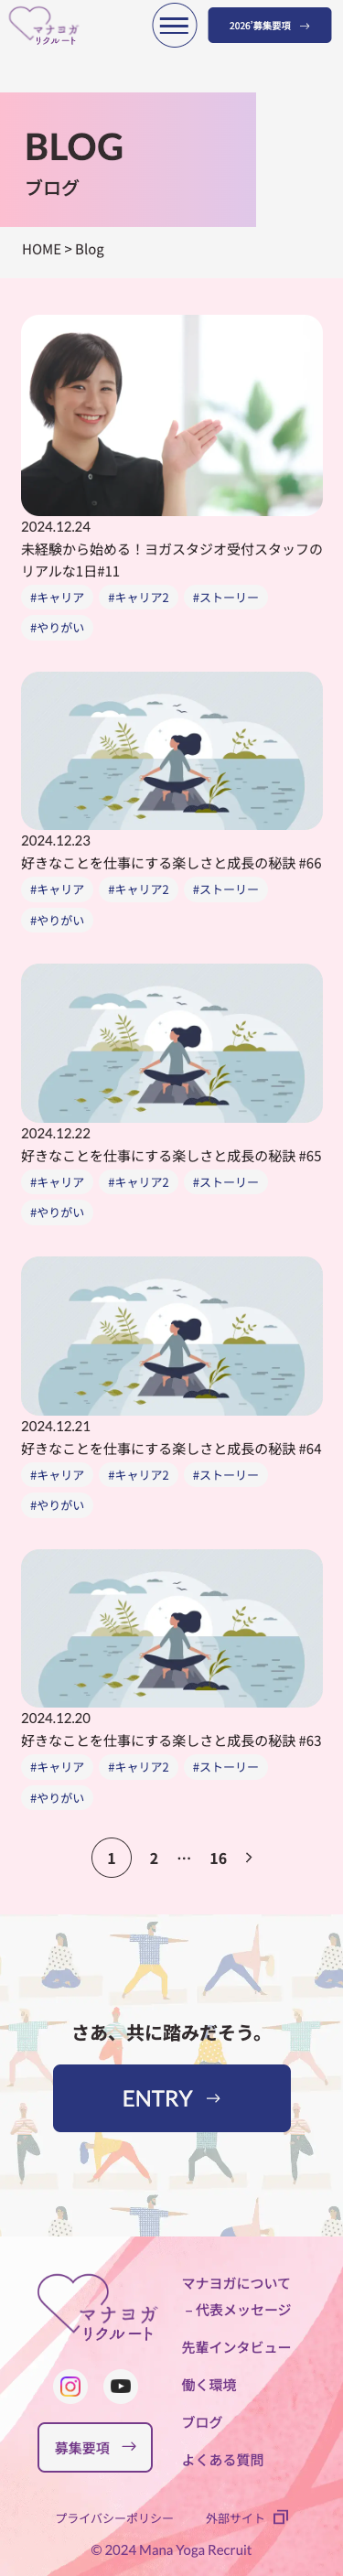 マナヨガ
リクルート
2026'募集要項 →
BLOG
ブログ
HOME > Blog
2024.12.24
未経験から始める！ヨガスタジオ受付スタッフの
リアルな1日#11
#キャリア #キャリア2 #ストーリー
#やりがい
2024.12.23
好きなことを仕事にする楽しさと成長の秘訣 #66
#キャリア #キャリア2 #ストーリー
#やりがい
2024.12.22
好きなことを仕事にする楽しさと成長の秘訣 #65
#キャリア #キャリア2 #ストーリー
#やりがい
2024.12.21
好きなことを仕事にする楽しさと成長の秘訣 #64
#キャリア #キャリア2 #ストーリー
#やりがい
2024.12.20
好きなことを仕事にする楽しさと成長の秘訣 #63
#キャリア #キャリア2 #ストーリー
#やりがい
1 2 … 16 >
さあ、共に踏みだそう。
ENTRY →
マナヨガ
リクルート
募集要項 →
マナヨガについて
– 代表メッセージ
先輩インタビュー
働く環境
ブログ
よくある質問
プライバシーポリシー 外部サイト
© 2024 Mana Yoga Recruit